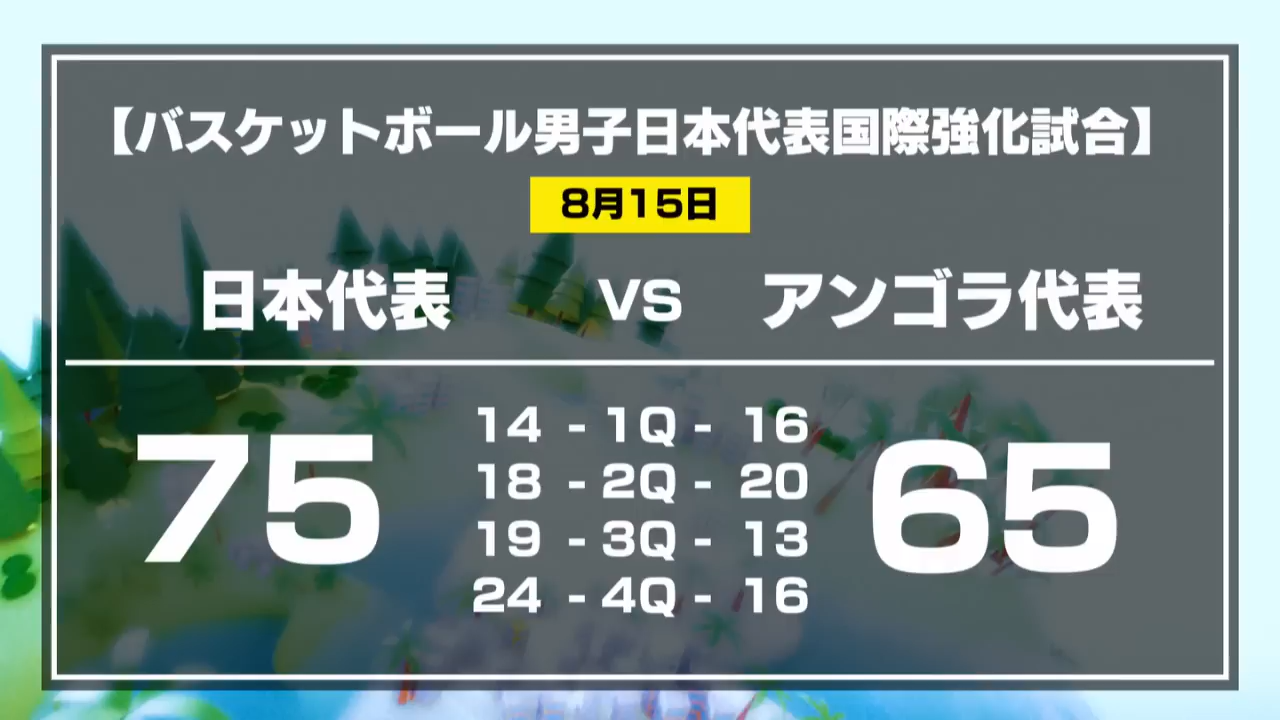 【バスケットボール男子日本代表国際強化試合】
8月15日
日本代表 VS アンゴラ代表
75 65
14 - 1Q - 16
18 - 2Q - 20
19 - 3Q - 13
24 - 4Q - 16